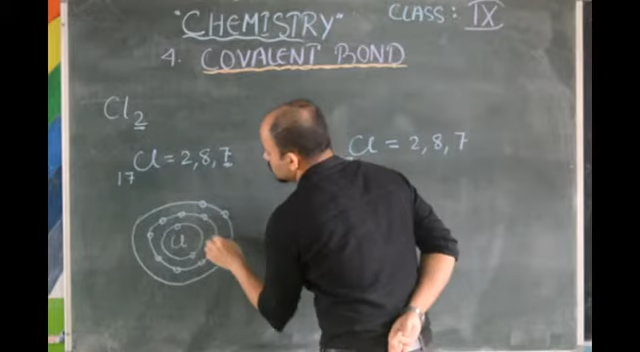 "CHEMISTRY"
CLASS : IX
4. COVALENT BOND
Cl2
17Cl = 2,8,7
Cl = 2,8,7
Cl